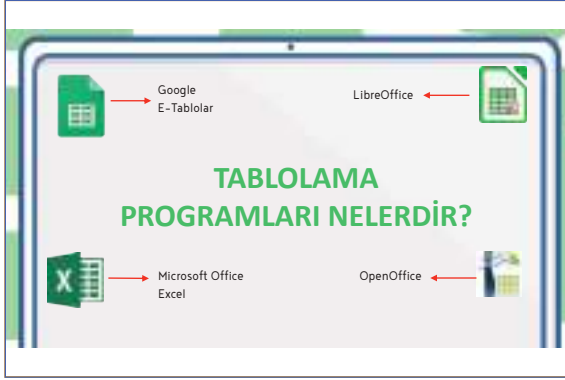 Google
E-Tablolar
LibreOffice
TABLOLAMA
PROGRAMLARI NELERDİR?
Microsoft Office
Excel
OpenOffice